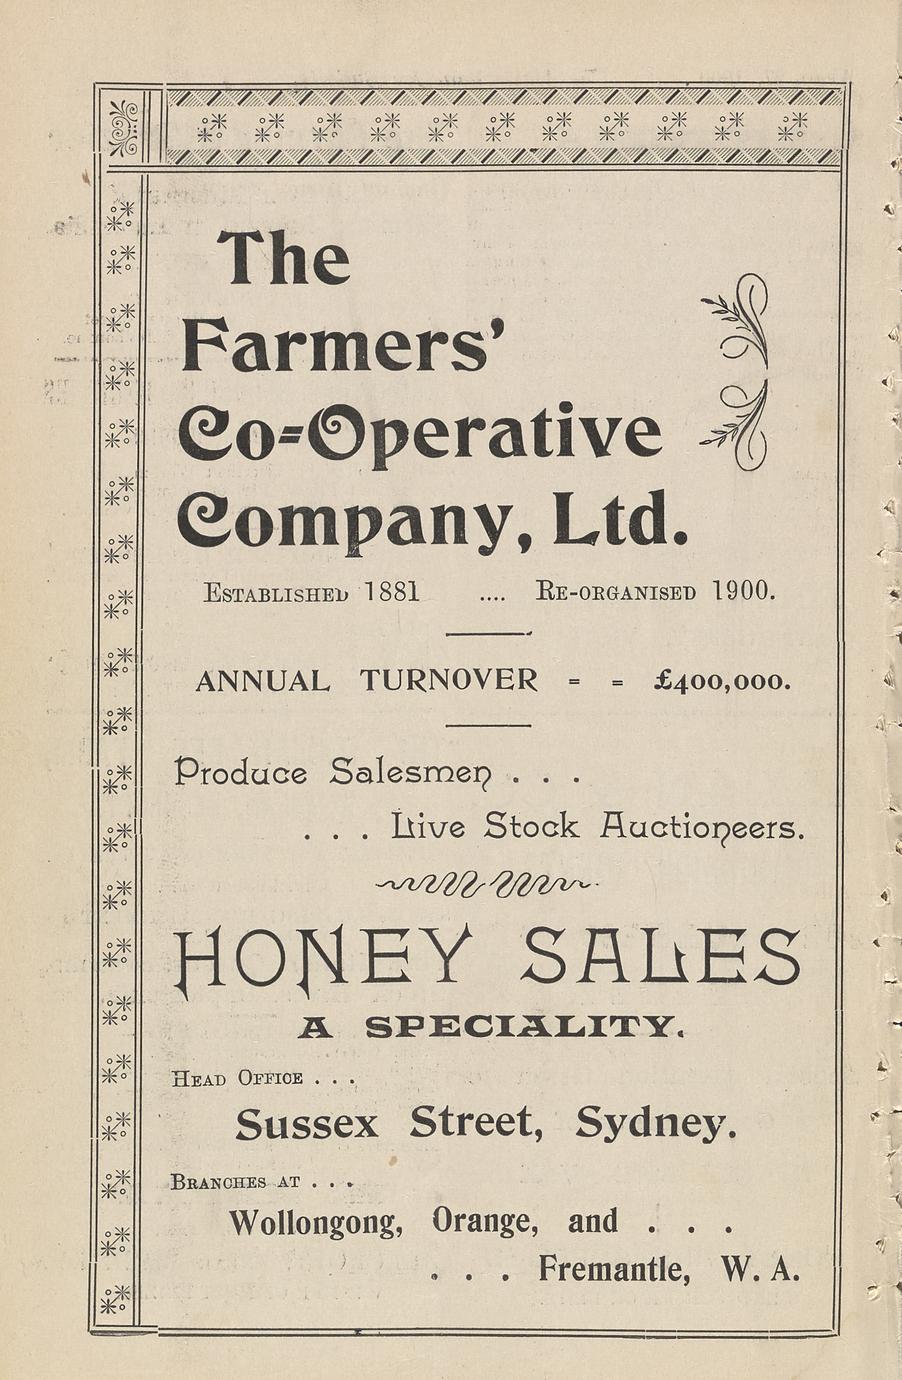 The
Farmers'
Co=Operative
Company, Ltd.
ESTABLISHED 1881 .... RE-ORGANISED 1900.
ANNUAL TURNOVER = = £400,000.
Produce Salesmen . . .
. . . Live Stock Auctioneers.
HONEY SALES
A SPECIALITY.
HEAD OFFICE . . .
Sussex Street, Sydney.
BRANCHES AT . . .
Wollongong, Orange, and . . .
. . . Fremantle, W. A.